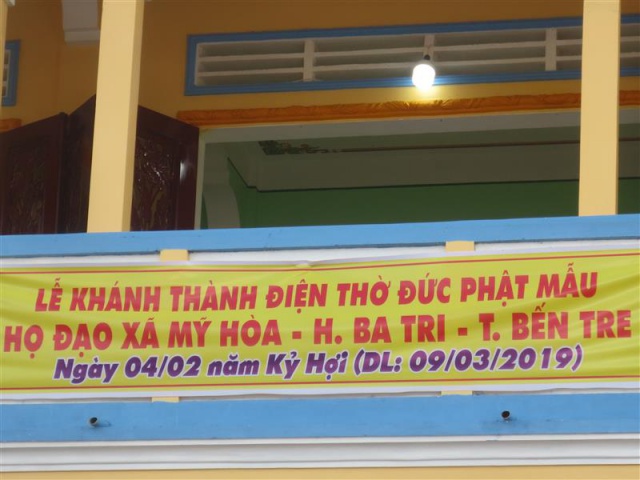 LỄ KHÁNH THÀNH ĐIỆN THỜ ĐỨC PHẬT MẪU
HỌ ĐẠO XÃ MỸ HÒA - H. BA TRI - T. BẾN TRE
Ngày 04/02 năm Kỷ Hợi (DL: 09/03/2019)